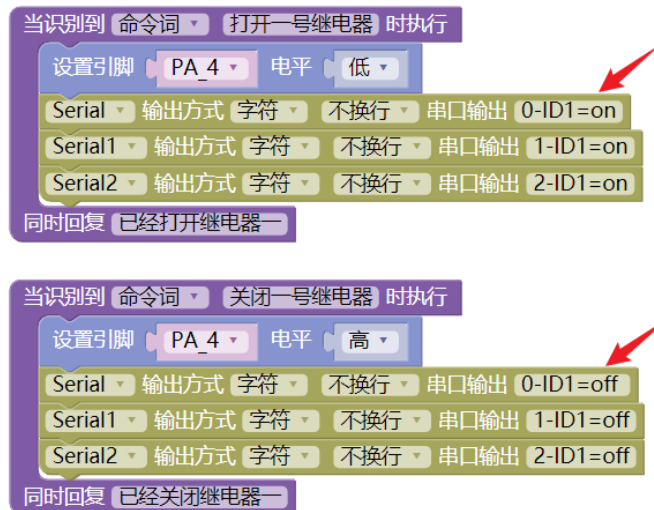 当识别到 命令词 打开一号继电器 时执行
设置引脚 PA_4 电平 低
Serial 输出方式 字符 不换行 串口输出 0-ID1=on
Serial1 输出方式 字符 不换行 串口输出 1-ID1=on
Serial2 输出方式 字符 不换行 串口输出 2-ID1=on
同时回复 已经打开继电器一
当识别到 命令词 关闭一号继电器 时执行
设置引脚 PA_4 电平 高
Serial 输出方式 字符 不换行 串口输出 0-ID1=off
Serial1 输出方式 字符 不换行 串口输出 1-ID1=off
Serial2 输出方式 字符 不换行 串口输出 2-ID1=off
同时回复 已经关闭继电器一